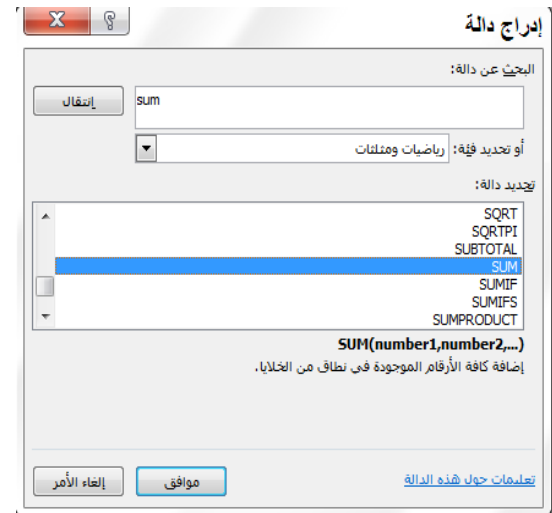 إدراج دالة
البحث عن دالة:
sum
إنتقال
أو تحديد فئة: رياضيات ومثلثات
تحديد دالة:
SQRT
SQRTPI
SUBTOTAL
SUM
SUMIF
SUMIFS
SUMPRODUCT
SUM(number1,number2,...)
إضافة كافة الأرقام الموجودة في نطاق من الخلايا.
تعليمات حول هذه الدالة
موافق
إلغاء الأمر